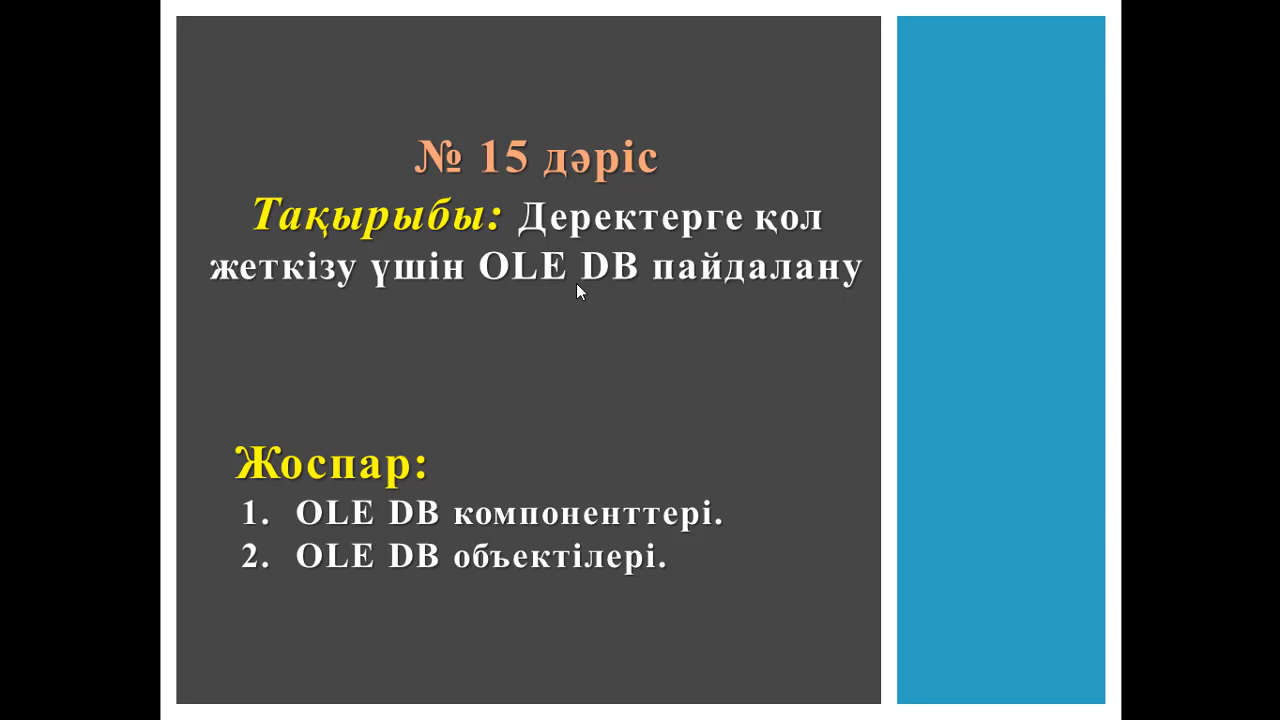 № 15 дәріс
Тақырыбы: Деректерге қол
жеткізу үшін OLE DB пайдалану
Жоспар:
1. OLE DB компоненттері.
2. OLE DB объектілері.